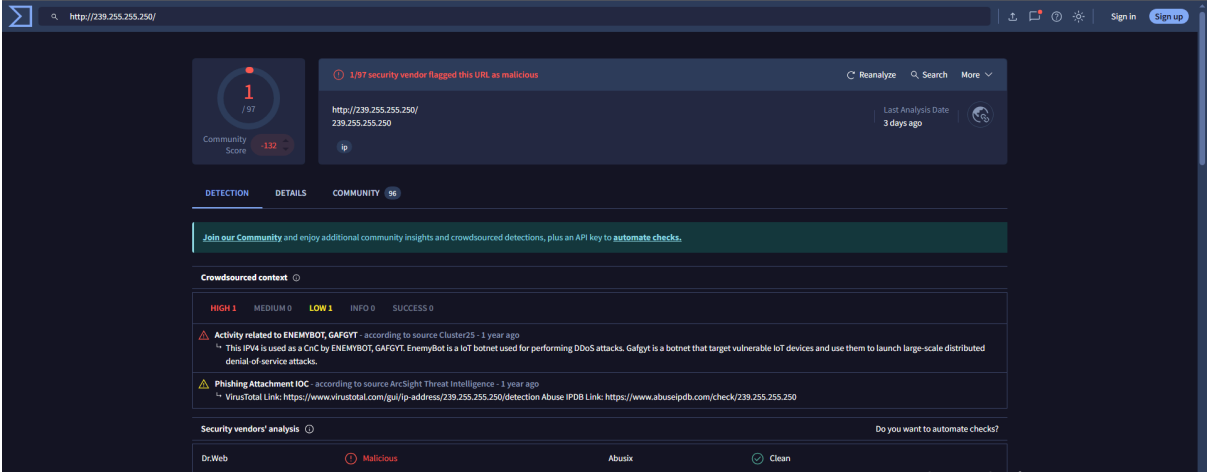 http://239.255.255.250/
Sign in
Sign up
1
/ 97
Community
Score
-132
1/97 security vendor flagged this URL as malicious
Reanalyze
Search
More
http://239.255.255.250/
239.255.255.250
ip
Last Analysis Date
3 days ago
DETECTION
DETAILS
COMMUNITY 96
Join our Community and enjoy additional community insights and crowdsourced detections, plus an API key to automate checks.
Crowdsourced context
HIGH 1 MEDIUM 0 LOW 1 INFO 0 SUCCESS 0
Activity related to ENEMYBOT, GAFGYT - according to source Cluster25 - 1 year ago
This IPV4 is used as a CnC by ENEMYBOT, GAFGYT. EnemyBot is a IoT botnet used for performing DDoS attacks. Gafgyt is a botnet that target vulnerable IoT devices and use them to launch large-scale distributed
denial-of-service attacks.
Phishing Attachment IOC - according to source ArcSight Threat Intelligence - 1 year ago
VirusTotal Link: https://www.virustotal.com/gui/ip-address/239.255.255.250/detection Abuse IPDB Link: https://www.abuseipdb.com/check/239.255.255.250
Security vendors' analysis
Do you want to automate checks?
Dr.Web
Malicious
Abusix
Clean